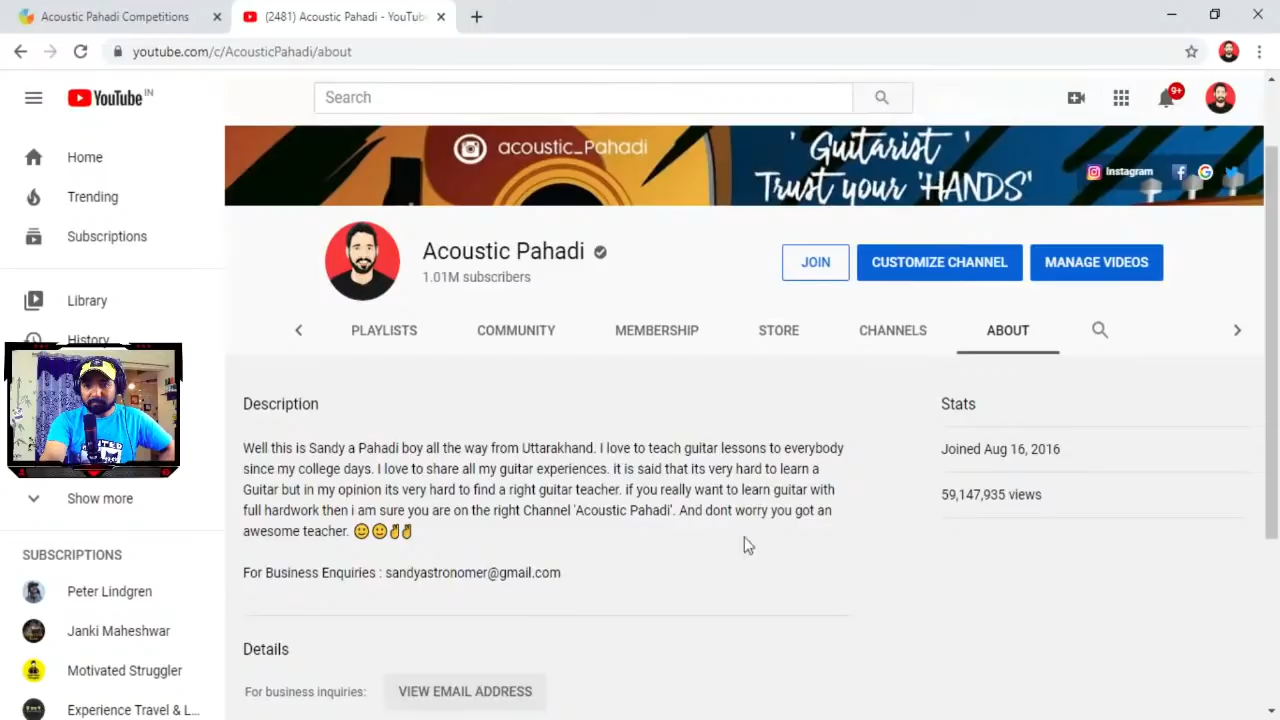 Acoustic Pahadi Competitions
(2481) Acoustic Pahadi - YouTube
youtube.com/c/AcousticPahadi/about
YouTube IN
Search
9+
Home
Trending
Subscriptions
Library
History
Show more
SUBSCRIPTIONS
Peter Lindgren
Janki Maheshwar
Motivated Struggler
Experience Travel & L...
acoustic_Pahadi
' Guitarist '
Trust your 'HANDS'
Instagram
Acoustic Pahadi
1.01M subscribers
JOIN
CUSTOMIZE CHANNEL
MANAGE VIDEOS
PLAYLISTS
COMMUNITY
MEMBERSHIP
STORE
CHANNELS
ABOUT
Description
Well this is Sandy a Pahadi boy all the way from Uttarakhand. I love to teach guitar lessons to everybody
since my college days. I love to share all my guitar experiences. it is said that its very hard to learn a
Guitar but in my opinion its very hard to find a right guitar teacher. if you really want to learn guitar with
full hardwork then i am sure you are on the right Channel 'Acoustic Pahadi'. And dont worry you got an
awesome teacher. 🙂🙂✌✌
For Business Enquiries : sandyastronomer@gmail.com
Details
For business inquiries:
VIEW EMAIL ADDRESS
Stats
Joined Aug 16, 2016
59,147,935 views